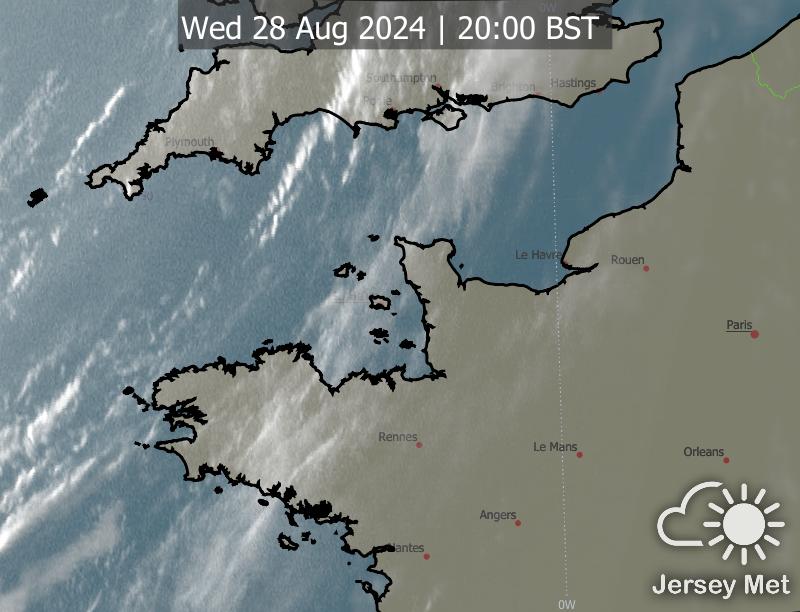 0W
Wed 28 Aug 2024 | 20:00 BST
Southampton
Brighton
Hastings
Poole
Plymouth
Le Havre
Rouen
Paris
Rennes
Le Mans
Orleans
Angers
Nantes
0W
Jersey Met